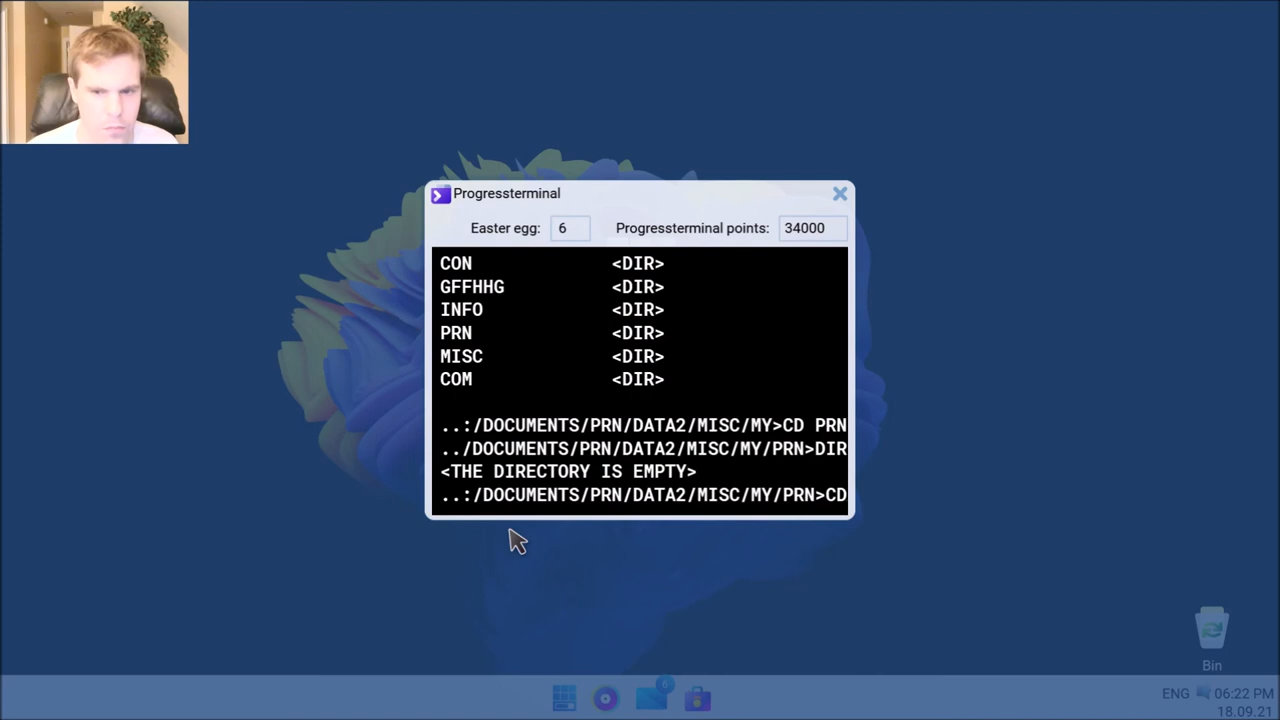 Progressterminal
Easter egg: 6 Progressterminal points: 34000
CON <DIR>
GFFHHG <DIR>
INFO <DIR>
PRN <DIR>
MISC <DIR>
COM <DIR>
..:/DOCUMENTS/PRN/DATA2/MISC/MY>CD PRN
../DOCUMENTS/PRN/DATA2/MISC/MY/PRN>DIR
<THE DIRECTORY IS EMPTY>
..:/DOCUMENTS/PRN/DATA2/MISC/MY/PRN>CD
Bin
6
ENG 06:22 PM
18.09.21